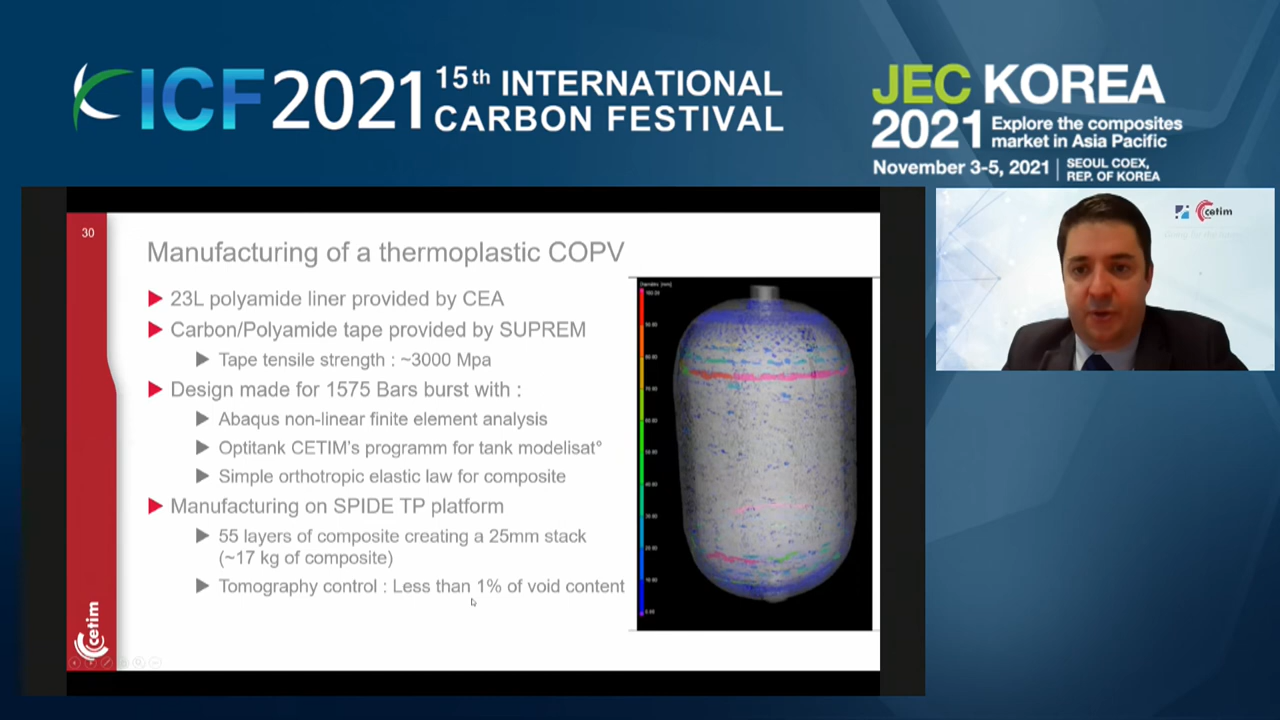 ICF 2021 15th INTERNATIONAL
CARBON FESTIVAL
JEC KOREA
2021 Explore the composites
market in Asia Pacific
November 3-5, 2021 | SEOUL COEX,
REP. OF KOREA
30
Manufacturing of a thermoplastic COPV
23L polyamide liner provided by CEA
Carbon/Polyamide tape provided by SUPREM
Tape tensile strength : ~3000 Mpa
Design made for 1575 Bars burst with :
Abaqus non-linear finite element analysis
Optitank CETIM's programm for tank modelisat°
Simple orthotropic elastic law for composite
Manufacturing on SPIDE TP platform
55 layers of composite creating a 25mm stack
(~17 kg of composite)
Tomography control : Less than 1% of void content
cetim
cetim